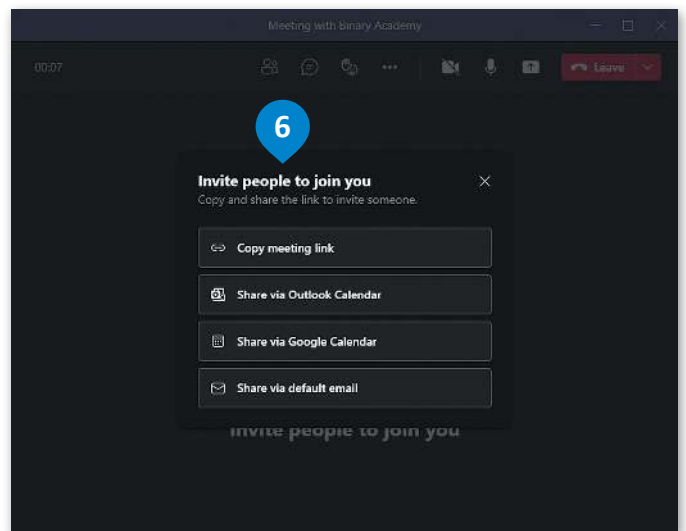 Meeting with Binary Academy
00:07
Leave
6
Invite people to join you
Copy and share the link to invite someone.
Copy meeting link
Share via Outlook Calendar
Share via Google Calendar
Share via default email
Invite people to join you